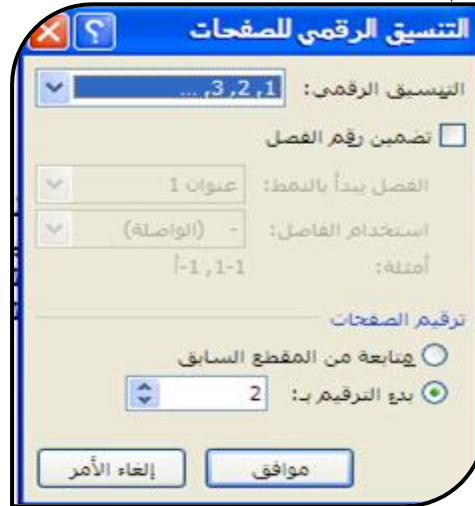 التنسيق الرقمي للصفحات
التنسيق الرقمي: 1, 2, 3, ...
تضمين رقم الفصل
الفصل يبدأ بالنمط: عنوان 1
استخدام الفاصل: - (الواصلة)
أمثلة: 1-1, 1-أ
ترقيم الصفحات
متابعة من المقطع السابق
بدء الترقيم بـ: 2
موافق إلغاء الأمر